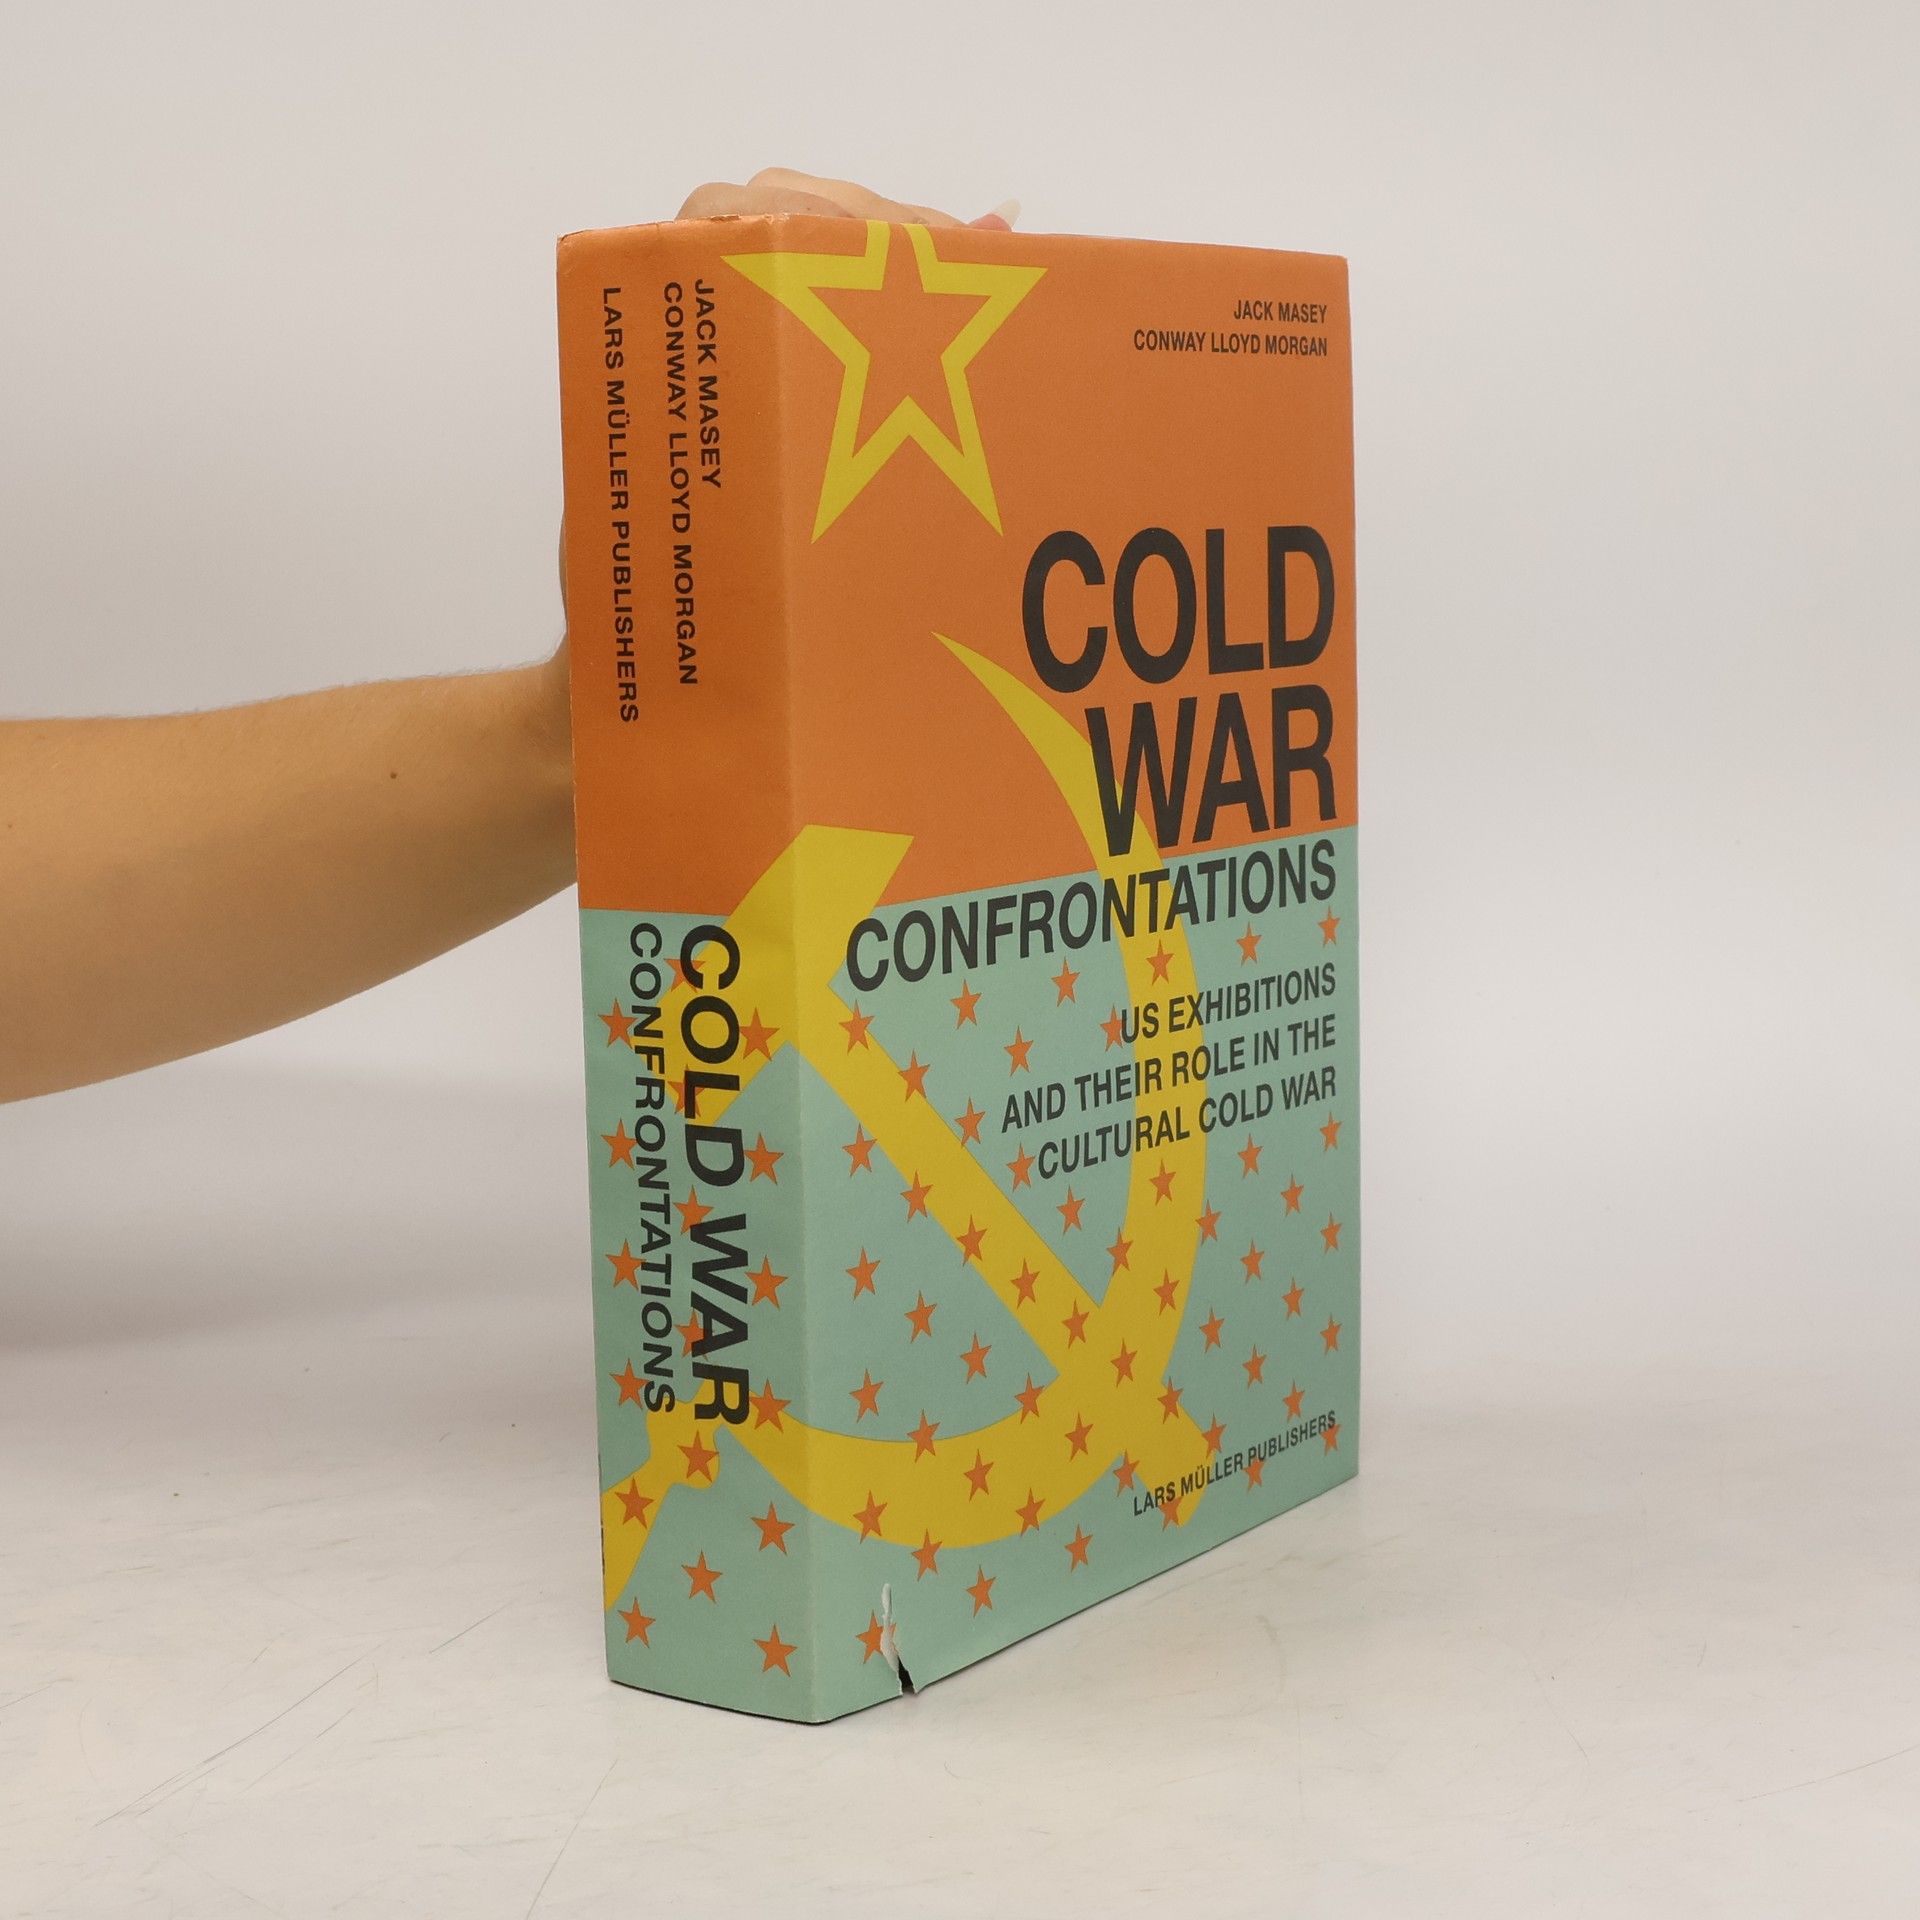 JACK MASEY
CONWAY LLOYD MORGAN
LARS MÜLLER PUBLISHERS
COLD WAR
CONFRONTATIONS
JACK MASEY
CONWAY LLOYD MORGAN
COLD
WAR
CONFRONTATIONS
US EXHIBITIONS
AND THEIR ROLE IN THE
CULTURAL COLD WAR
LARS MÜLLER PUBLISHERS